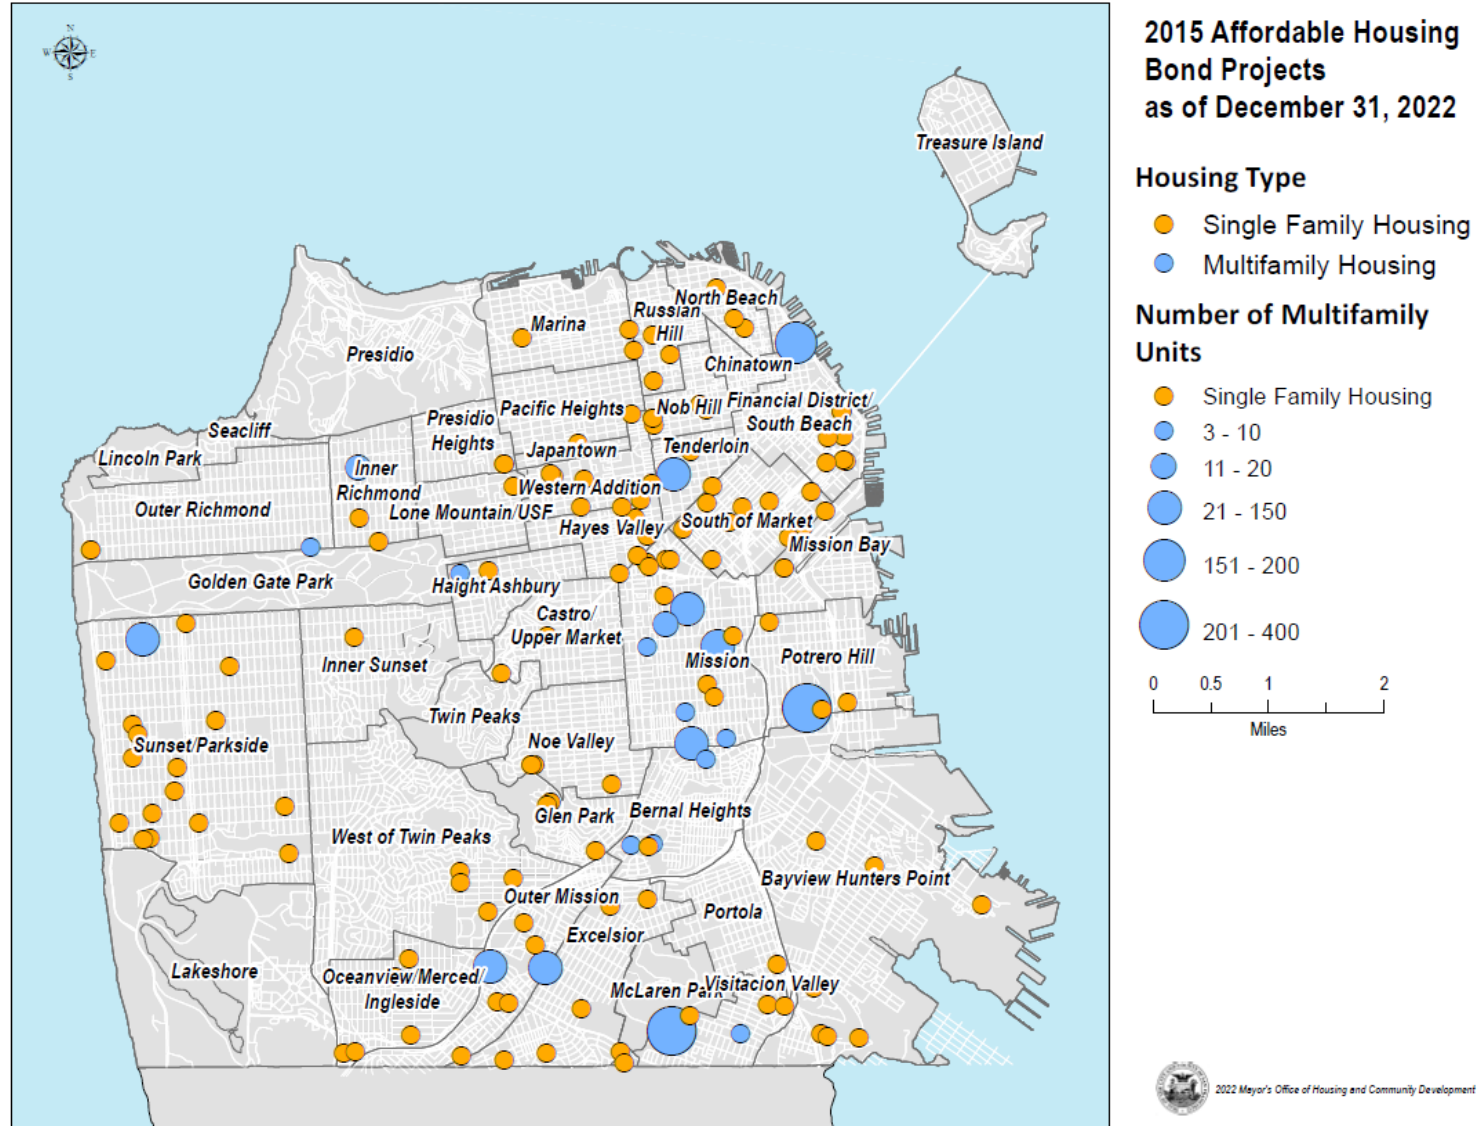 N
W E
S
2015 Affordable Housing
Bond Projects
as of December 31, 2022
Housing Type
Single Family Housing
Multifamily Housing
Number of Multifamily
Units
Single Family Housing
3 - 10
11 - 20
21 - 150
151 - 200
201 - 400
0 0.5 1 2
Miles
2022 Mayor's Office of Housing and Community Development
Treasure Island
North Beach
Russian
Hill
Marina
Presidio
Chinatown
Pacific Heights
Nob Hill
Financial District/
South Beach
Presidio
Heights
Seacliff
Lincoln Park
Japantown
Tenderloin
Inner
Richmond
Western Addition
Outer Richmond
Lone Mountain/USF
Hayes Valley
South of Market
Mission Bay
Golden Gate Park
Haight Ashbury
Castro/
Upper Market
Inner Sunset
Mission
Potrero Hill
Twin Peaks
Noe Valley
Sunset/Parkside
Glen Park
Bernal Heights
West of Twin Peaks
Bayview Hunters Point
Outer Mission
Portola
Excelsior
Lakeshore
Oceanview/Merced/
Ingleside
McLaren Park
Visitacion Valley